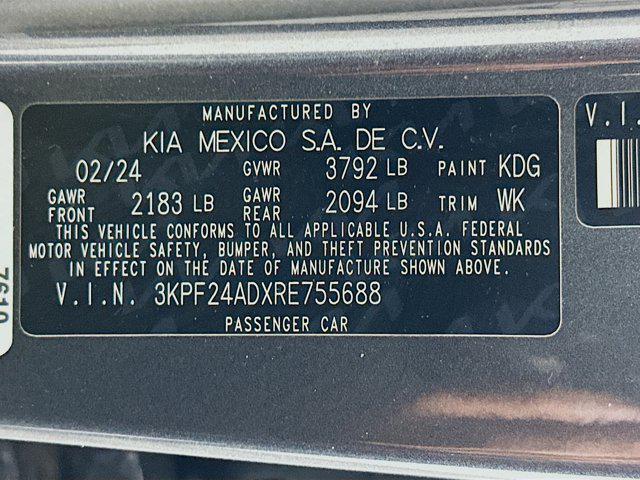 MANUFACTURED BY
KIA MEXICO S.A. DE C.V.
02/24 GVWR 3792 LB PAINT KDG
GAWR FRONT 2183 LB GAWR REAR 2094 LB TRIM WK
THIS VEHICLE CONFORMS TO ALL APPLICABLE U.S.A. FEDERAL
MOTOR VEHICLE SAFETY, BUMPER, AND THEFT PREVENTION STANDARDS
IN EFFECT ON THE DATE OF MANUFACTURE SHOWN ABOVE.
V.I.N. 3KPF24ADXRE755688
PASSENGER CAR
V.I.